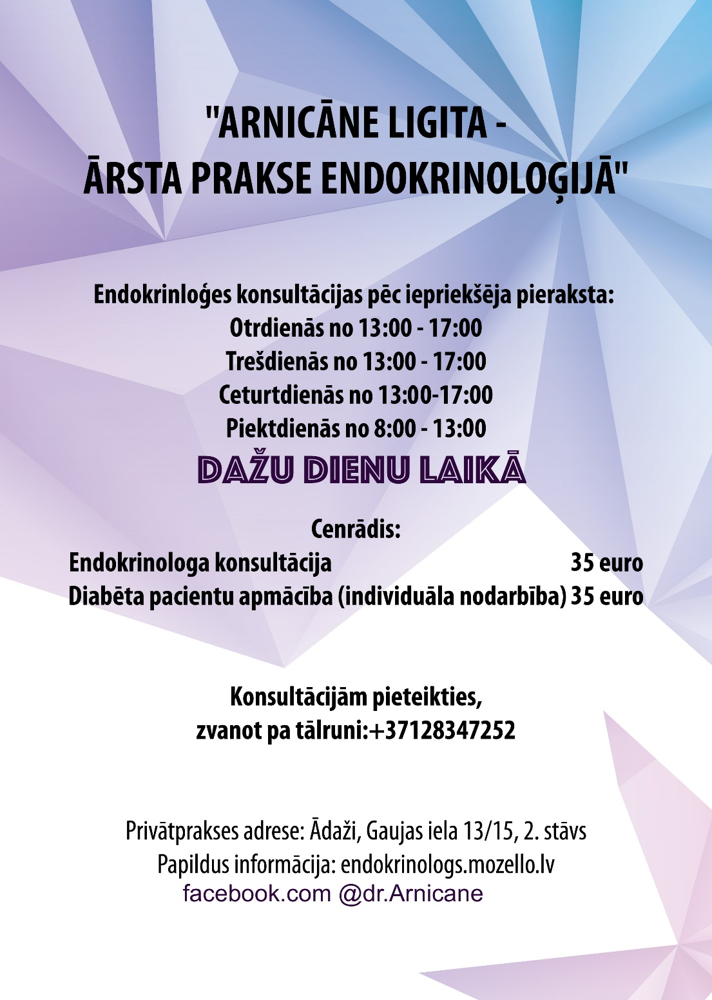 "ARNICĀNE LIGITA -
ĀRSTA PRAKSE ENDOKRINOLOĢIJĀ"
Endokrinloģes konsultācijas pēc iepriekšēja pieraksta:
Otrdienās no 13:00 - 17:00
Trešdienās no 13:00 - 17:00
Ceturtdienās no 13:00-17:00
Piektdienās no 8:00 - 13:00
DAŽU DIENU LAIKĀ
Cenrādis:
Endokrinologa konsultācija 35 euro
Diabēta pacientu apmācība (individuāla nodarbība) 35 euro
Konsultācijām pieteikties,
zvanot pa tālruni:+37128347252
Privātprakses adrese: Ādaži, Gaujas iela 13/15, 2. stāvs
Papildus informācija: endokrinologs.mozello.lv
facebook.com @dr.Arnicane